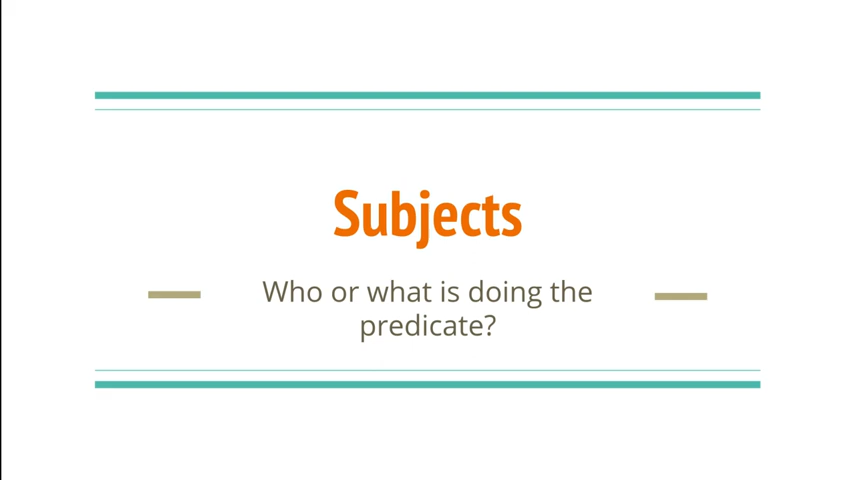 Subjects
Who or what is doing the
predicate?